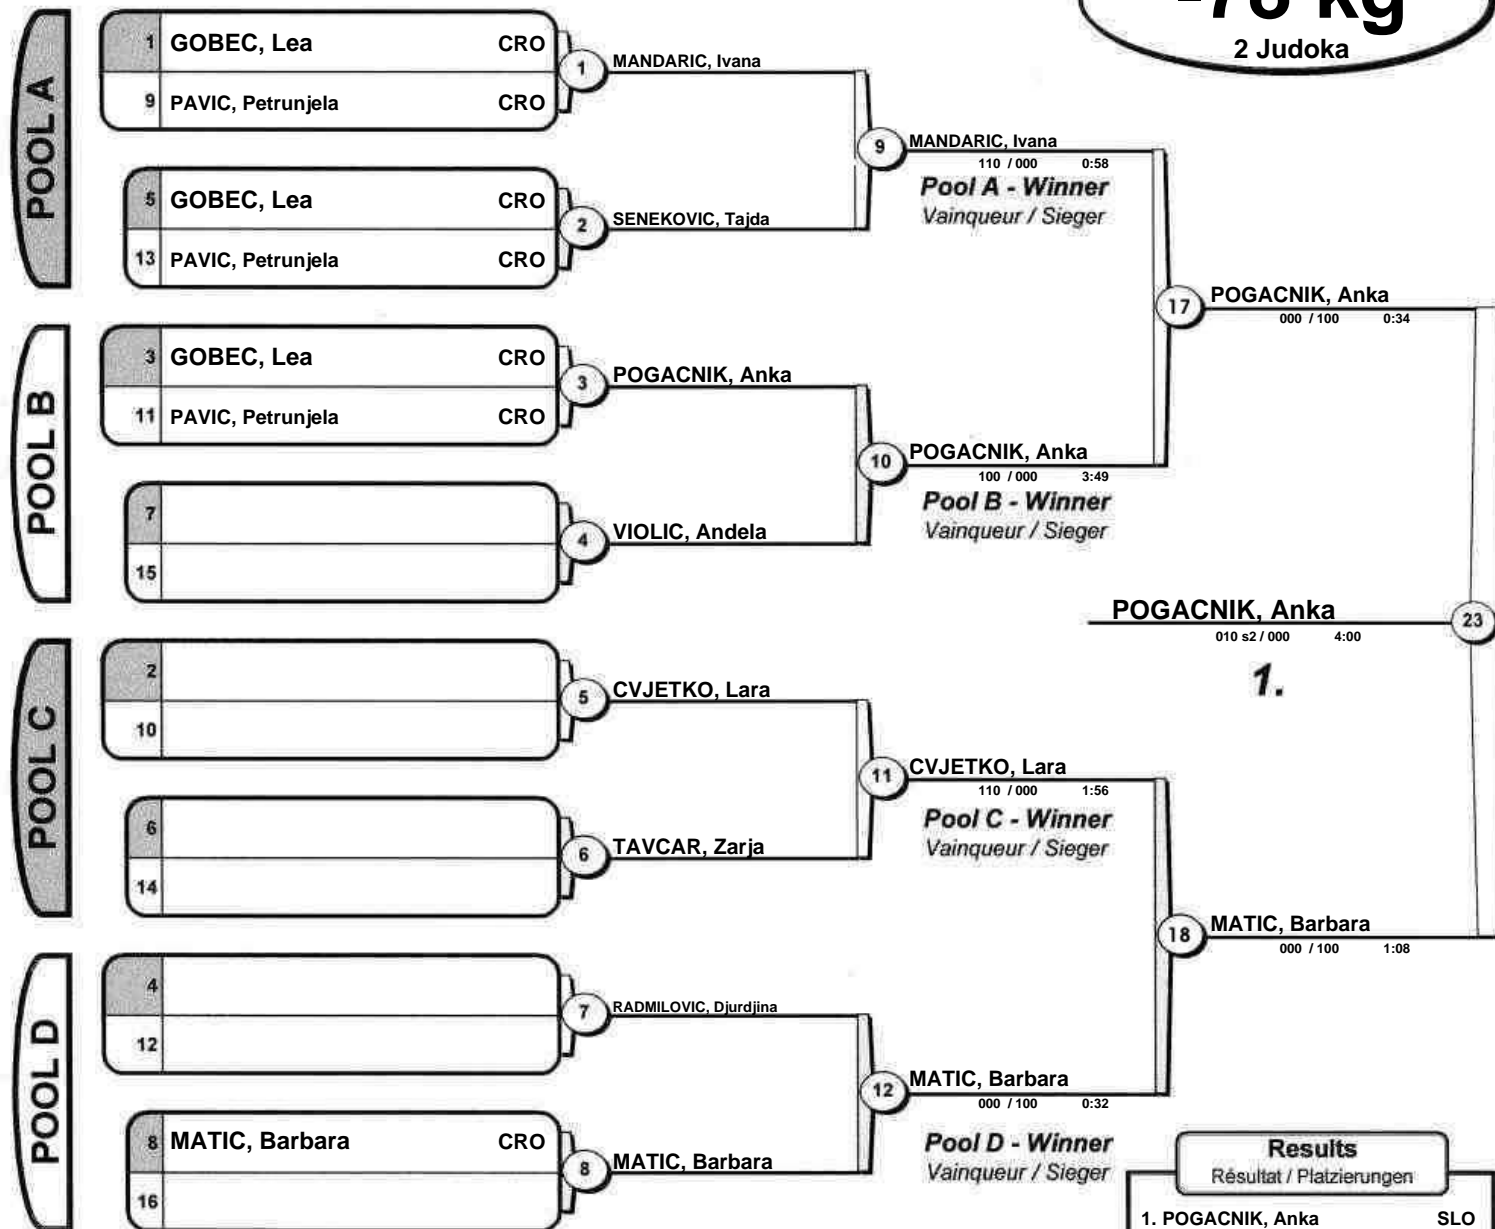 -78 kg
2 Judoka
POOL A
1 GOBEC, Lea CRO
9 PAVIC, Petrunjela CRO
1 MANDARIC, Ivana
5 GOBEC, Lea CRO
13 PAVIC, Petrunjela CRO
2 SENEKOVIC, Tajda
9 MANDARIC, Ivana
110 / 000 0:58
Pool A - Winner
Vainqueur / Sieger
POOL B
3 GOBEC, Lea CRO
11 PAVIC, Petrunjela CRO
3 POGACNIK, Anka
7
15
4 VIOLIC, Andela
10 POGACNIK, Anka
100 / 000 3:49
Pool B - Winner
Vainqueur / Sieger
17 POGACNIK, Anka
000 / 100 0:34
POGACNIK, Anka 23
010 s2 / 000 4:00
1.
POOL C
2
10
5 CVJETKO, Lara
6
14
6 TAVCAR, Zarja
11 CVJETKO, Lara
110 / 000 1:56
Pool C - Winner
Vainqueur / Sieger
18 MATIC, Barbara
000 / 100 1:08
POOL D
4
12
7 RADMILOVIC, Djurdjina
8 MATIC, Barbara CRO
16
8 MATIC, Barbara
12 MATIC, Barbara
000 / 100 0:32
Pool D - Winner
Vainqueur / Sieger
Results
Résultat / Platzierungen
1. POGACNIK, Anka SLO